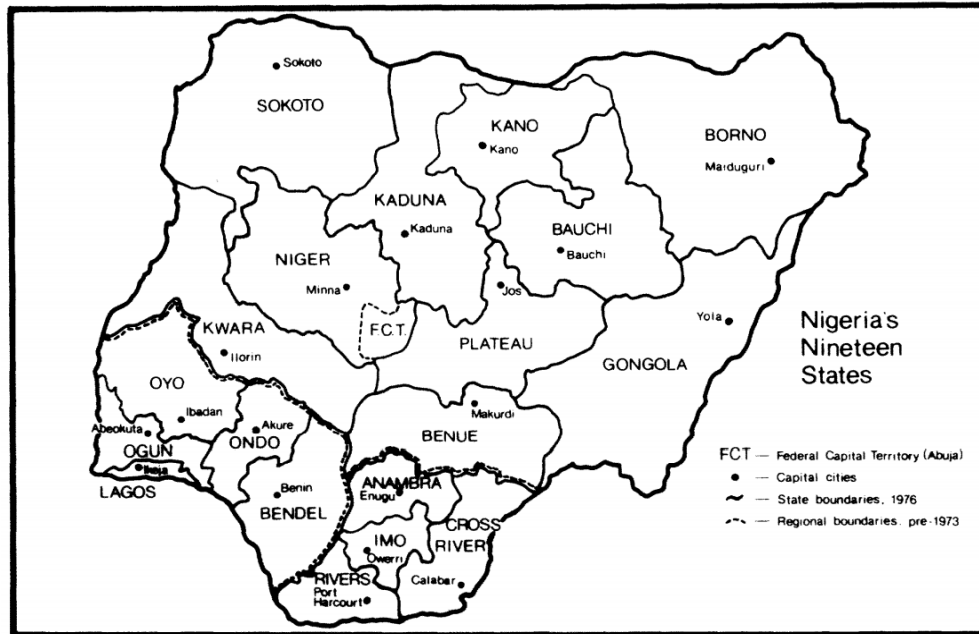 Sokoto
SOKOTO
KANO
Kano
BORNO
Maiduguri
KADUNA
Kaduna
BAUCHI
Bauchi
NIGER
Minna
Jos
F.C.T.
KWARA
Ilorin
PLATEAU
Yola
GONGOLA
Nigeria's
Nineteen
States
OYO
Ibadan
Abeokuta
OGUN
Ikeja
LAGOS
Akure
ONDO
Makurdi
BENUE
Benin
BENDEL
ANAMBRA
Enugu
CROSS
RIVER
IMO
Owerri
RIVERS
Port
Harcourt
Calabar
FCT — Federal Capital Territory (Abuja)
● — Capital cities
— State boundaries, 1976
— Regional boundaries, pre-1973